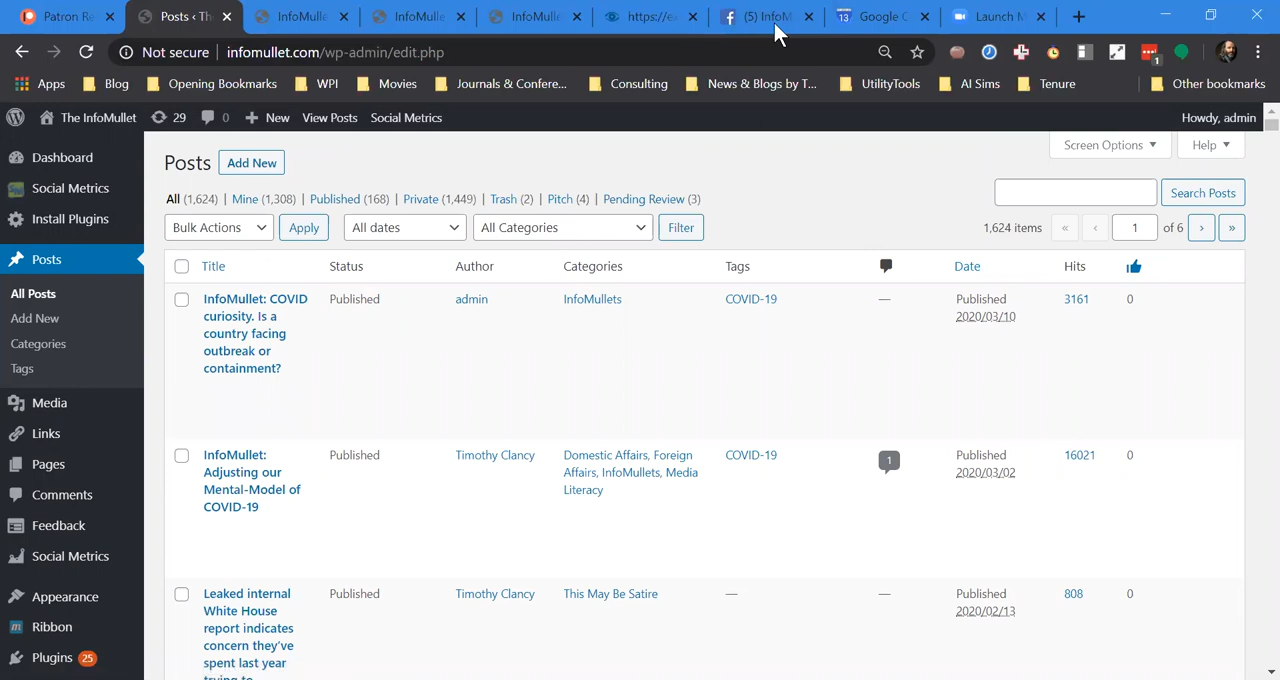 Patron Re
Posts ‹ Th
InfoMulle
InfoMulle
InfoMulle
https://e
(5) InfoM
13
Google C
Launch M
Not secure
infomullet.com/wp-admin/edit.php
1
Apps
Blog
Opening Bookmarks
WPI
Movies
Journals & Confere...
Consulting
News & Blogs by T...
UtilityTools
AI Sims
Tenure
Other bookmarks
The InfoMullet
29
0
New
View Posts
Social Metrics
Howdy, admin
Dashboard
Social Metrics
Install Plugins
Posts
All Posts
Add New
Categories
Tags
Media
Links
Pages
Comments
Feedback
Social Metrics
Appearance
Ribbon
Plugins 25
Posts Add New
Screen Options
Help
All (1,624) | Mine (1,308) | Published (168) | Private (1,449) | Trash (2) | Pitch (4) | Pending Review (3)
Search Posts
Bulk Actions
Apply
All dates
All Categories
Filter
1,624 items « ‹ 1 of 6 › »
Title Status Author Categories Tags Date Hits
InfoMullet: COVID
curiosity. Is a
country facing
outbreak or
containment?
Published
admin
InfoMullets
COVID-19
—
Published
2020/03/10
3161
0
InfoMullet:
Adjusting our
Mental-Model of
COVID-19
Published
Timothy Clancy
Domestic Affairs, Foreign
Affairs, InfoMullets, Media
Literacy
COVID-19
1
Published
2020/03/02
16021
0
Leaked internal
White House
report indicates
concern they've
spent last year
trying to
Published
Timothy Clancy
This May Be Satire
—
—
Published
2020/02/13
808
0